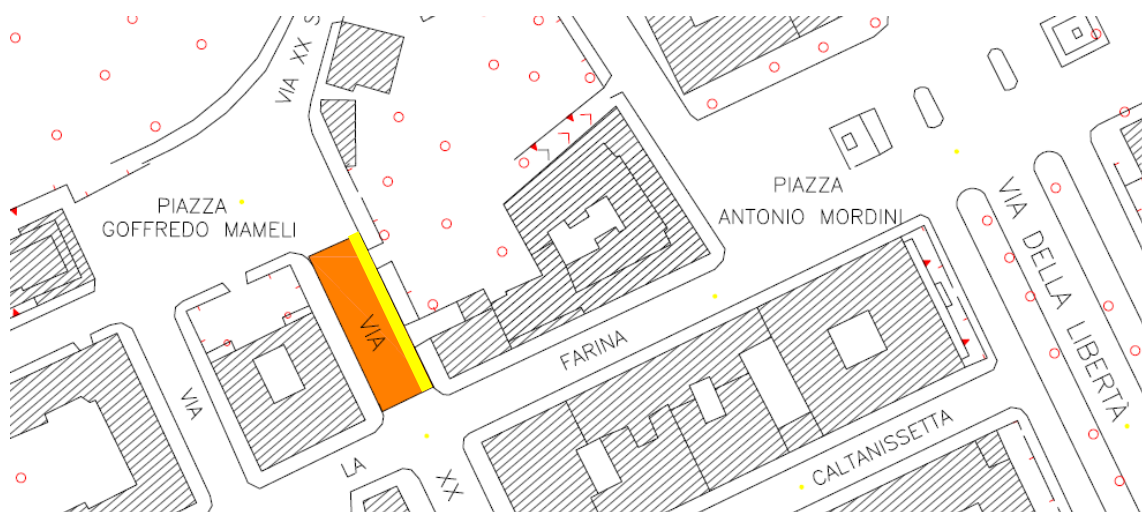 VIA XX S
PIAZZA
GOFFREDO MAMELI
PIAZZA
ANTONIO MORDINI
VIA DELLA LIBERTÀ
VIA
FARINA
VIA
LA
XX
CALTANISSETTA